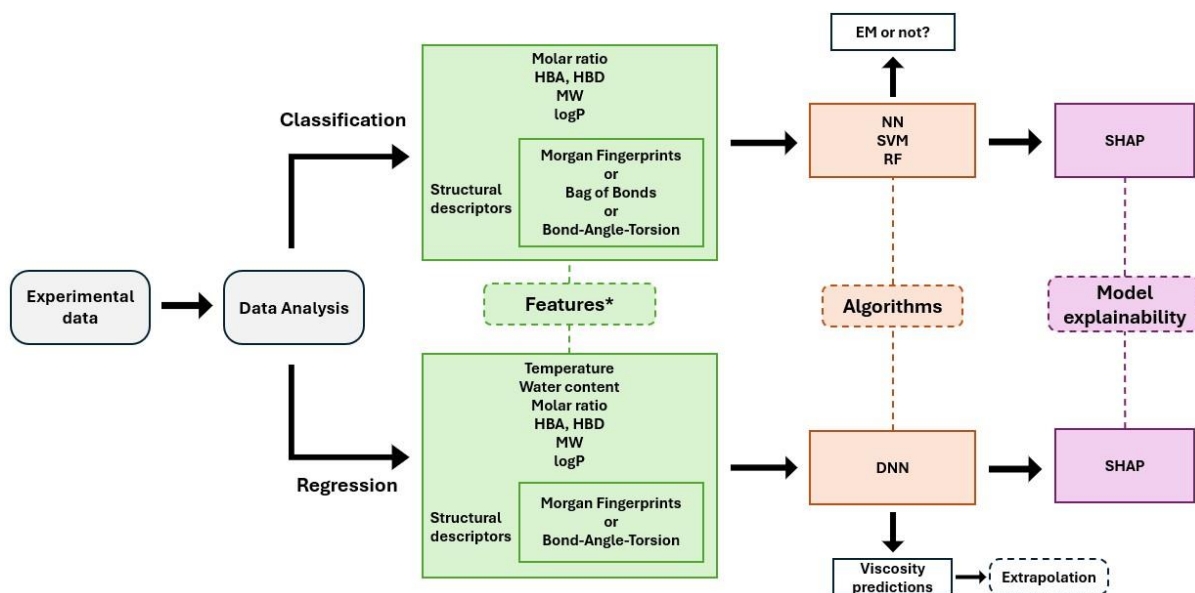 EM or not?
Molar ratio
HBA, HBD
MW
logP
Classification
NN
SVM
RF
SHAP
Morgan Fingerprints
or
Bag of Bonds
or
Bond-Angle-Torsion
Structural
descriptors
Experimental
data
Data Analysis
Features*
Algorithms
Model
explainability
Temperature
Water content
Molar ratio
HBA, HBD
MW
logP
Regression
DNN
SHAP
Structural
descriptors
Morgan Fingerprints
or
Bond-Angle-Torsion
Viscosity
predictions
Extrapolation